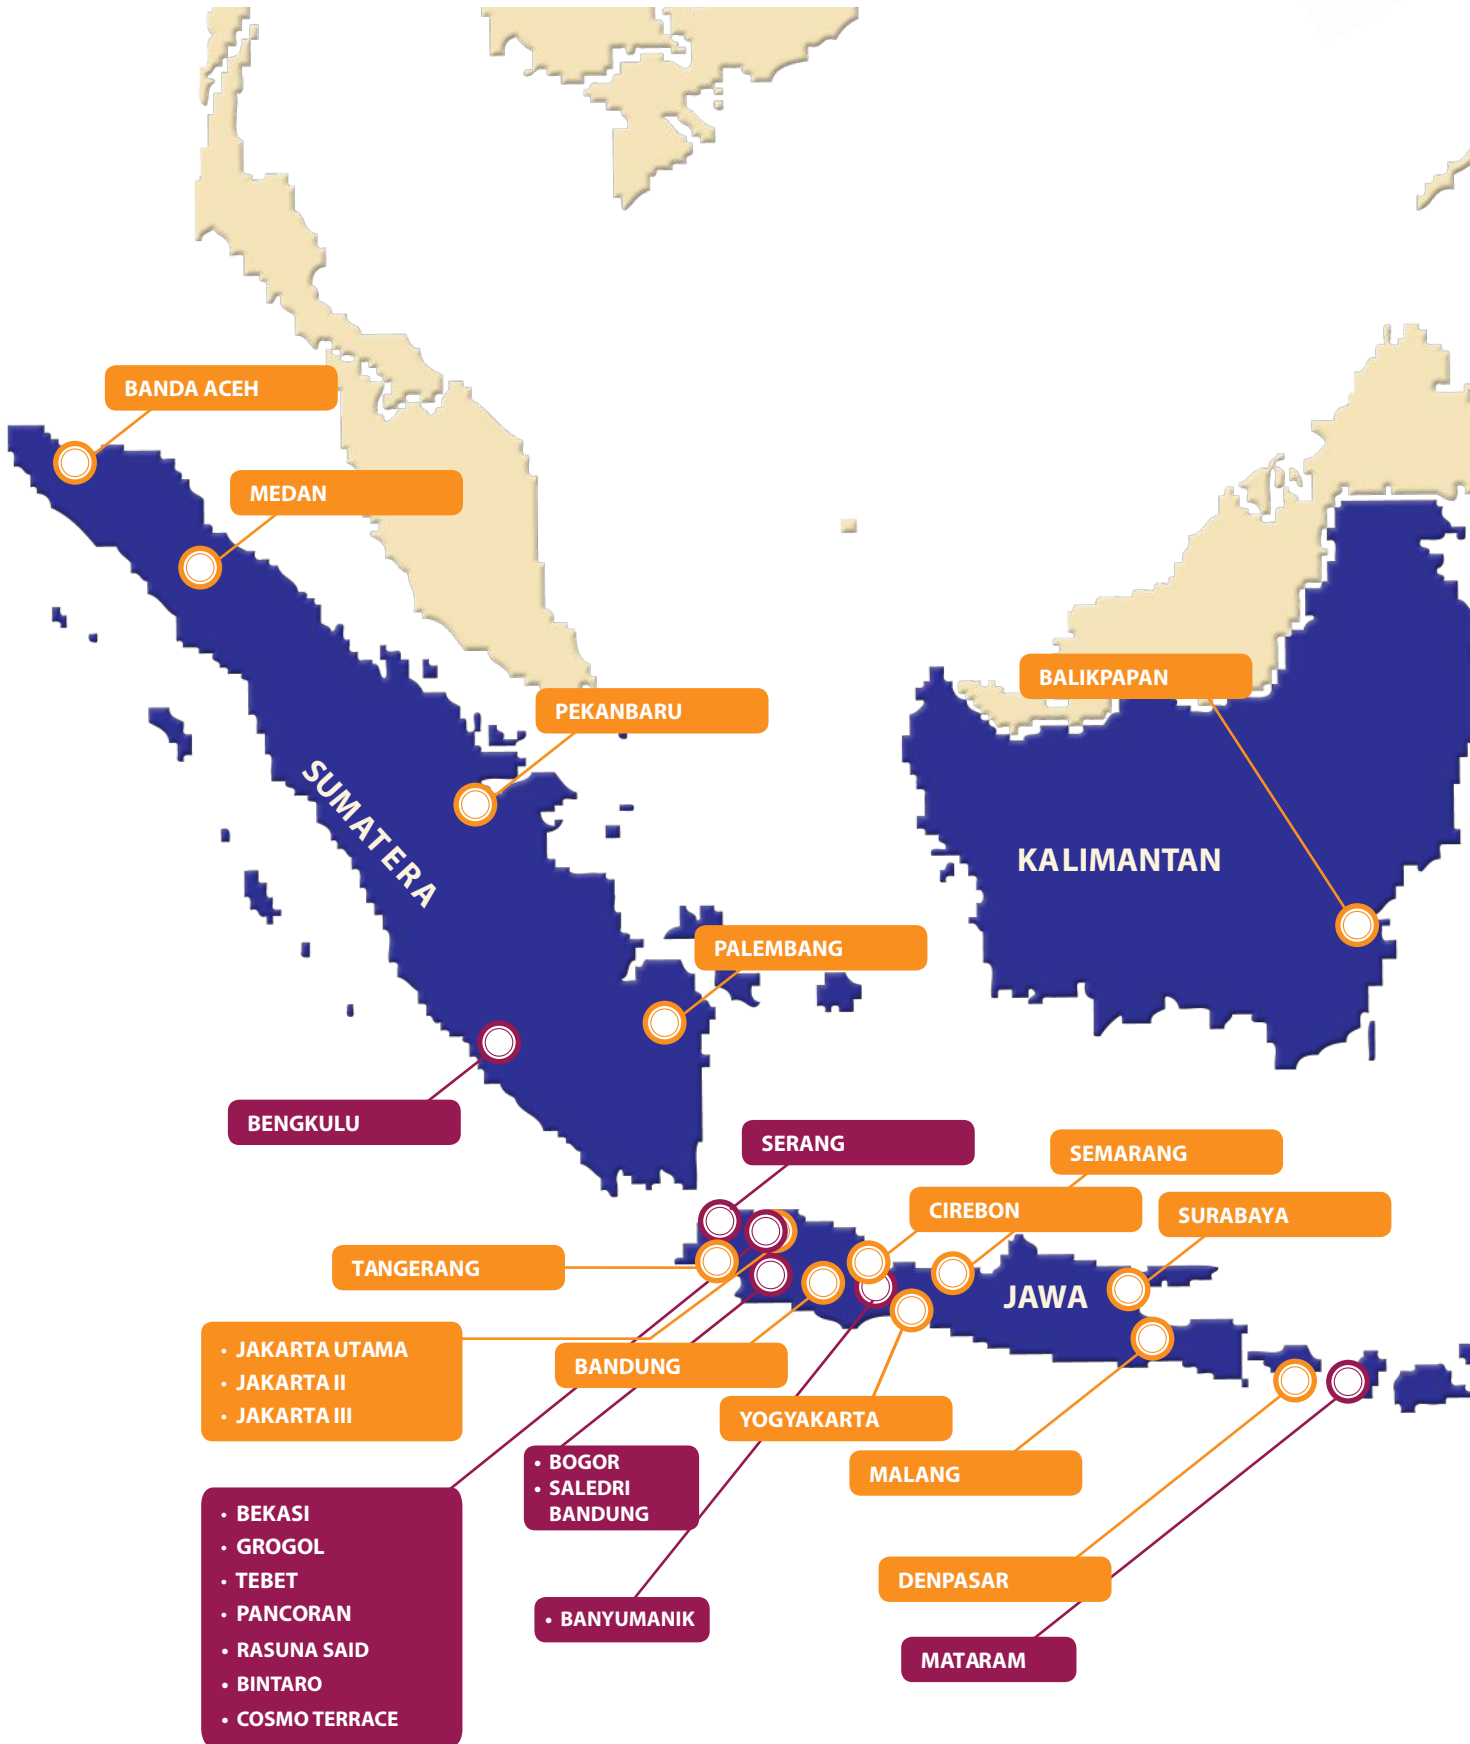 BANDA ACEH
MEDAN
BALIKPAPAN
PEKANBARU
SUMATERA
KALIMANTAN
PALEMBANG
BENGKULU
SERANG
SEMARANG
CIREBON
SURABAYA
TANGERANG
JAWA
• JAKARTA UTAMA
• JAKARTA II
• JAKARTA III
BANDUNG
YOGYAKARTA
• BOGOR
• SALEDRI
BANDUNG
MALANG
• BEKASI
• GROGOL
• TEBET
• PANCORAN
• RASUNA SAID
• BINTARO
• COSMO TERRACE
DENPASAR
• BANYUMANIK
MATARAM